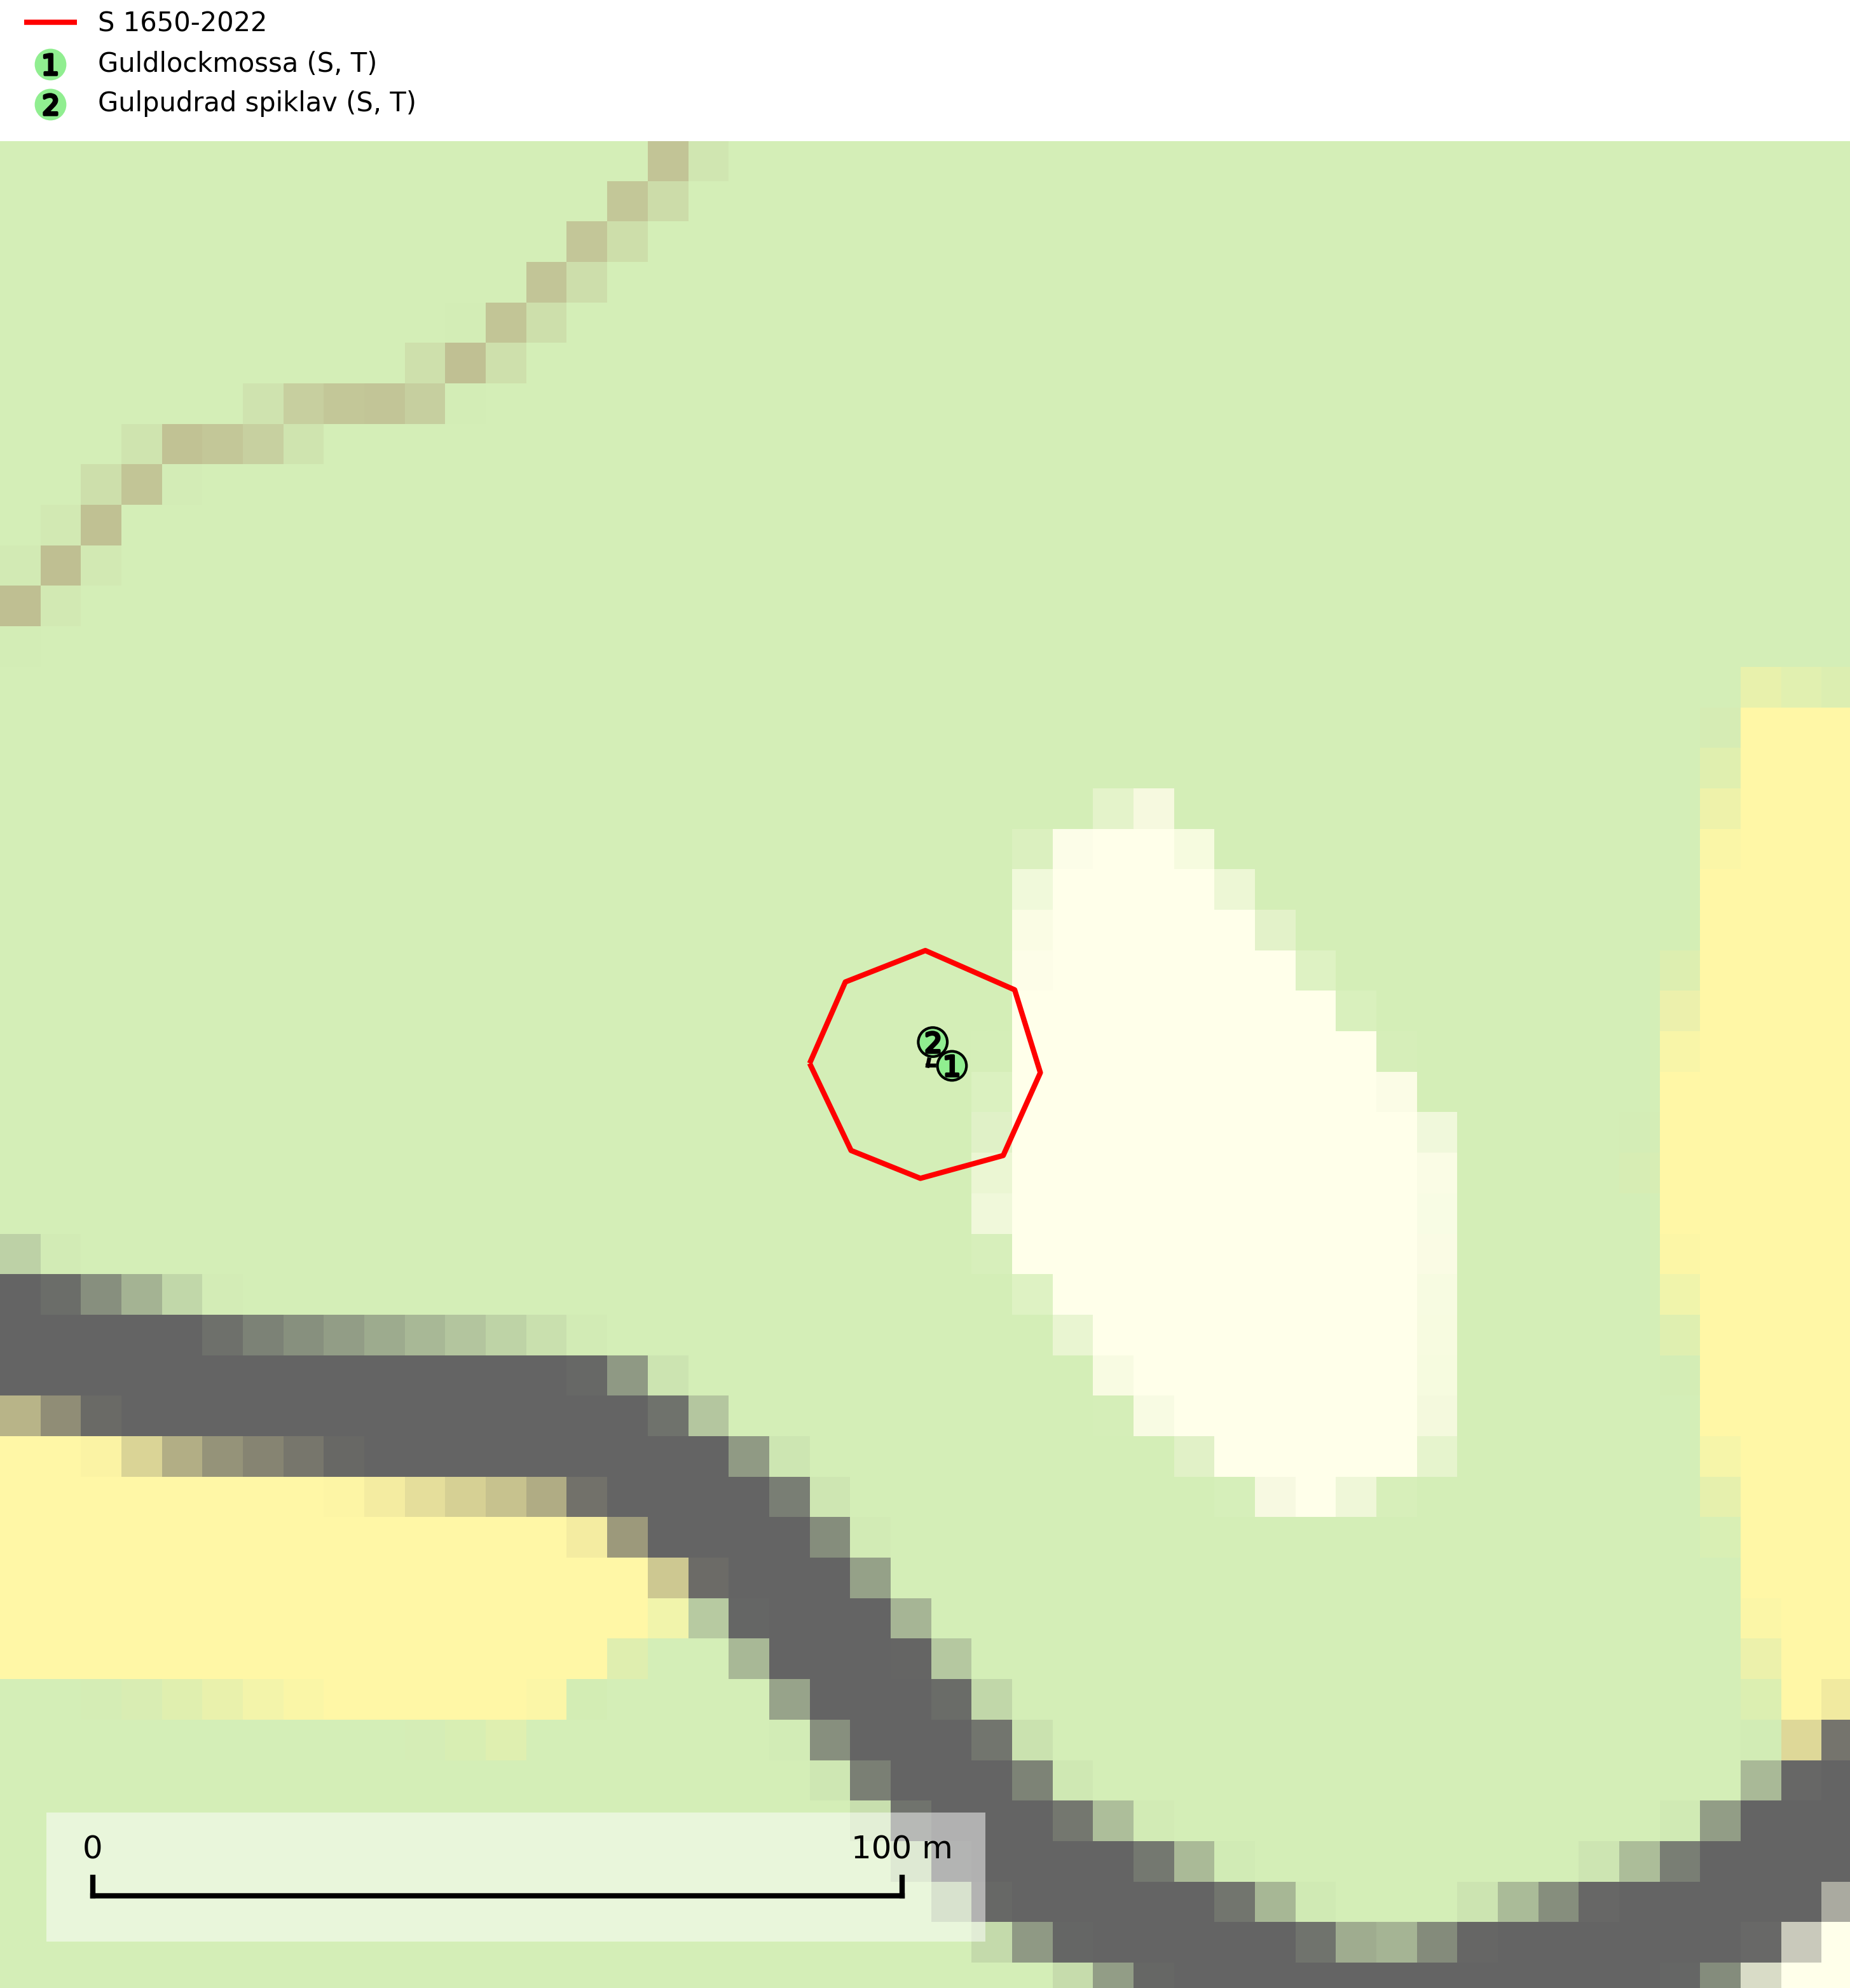 S 1650-2022
1 Guldlockmossa (S, T)
2 Gulpudrad spiklav (S, T)
2
1
0 100 m